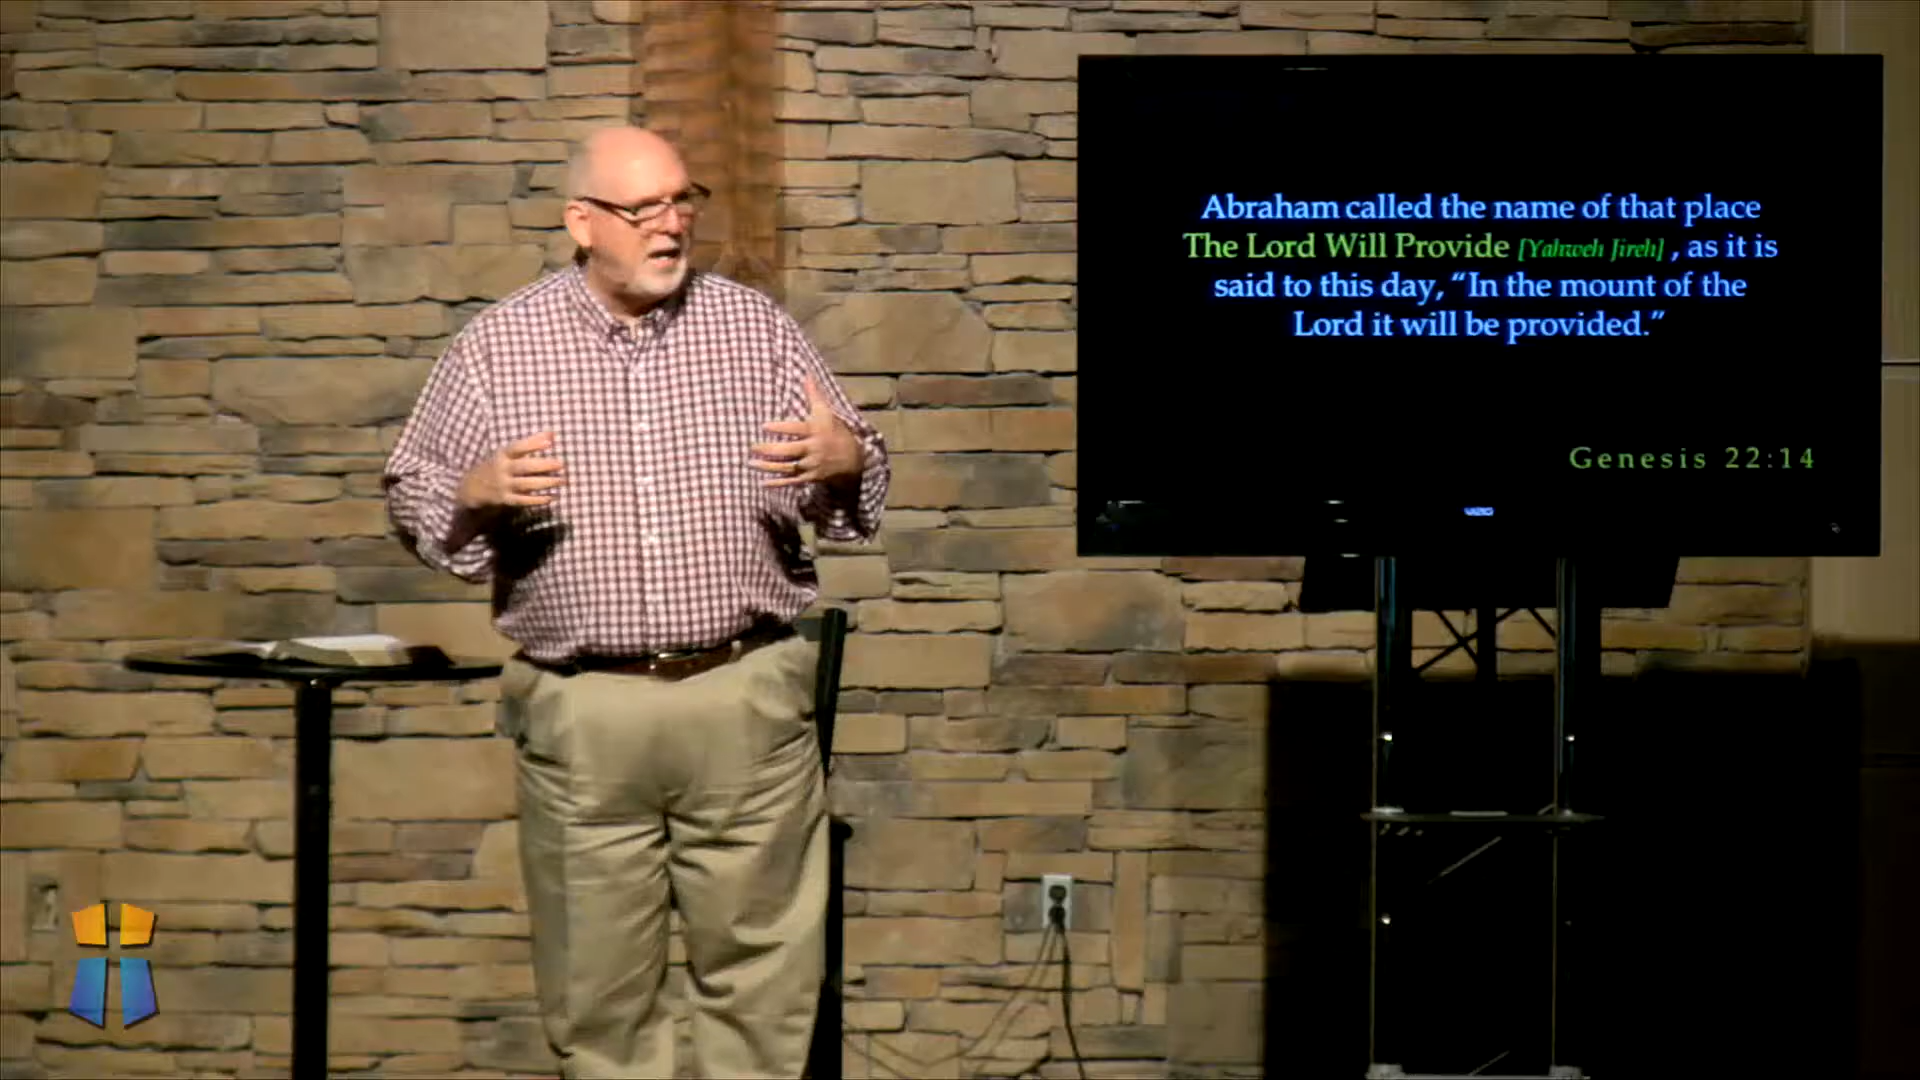 Abraham called the name of that place
The Lord Will Provide [Yahweh Jireh] , as it is
said to this day, “In the mount of the
Lord it will be provided.”
Genesis 22:14
VIZIO